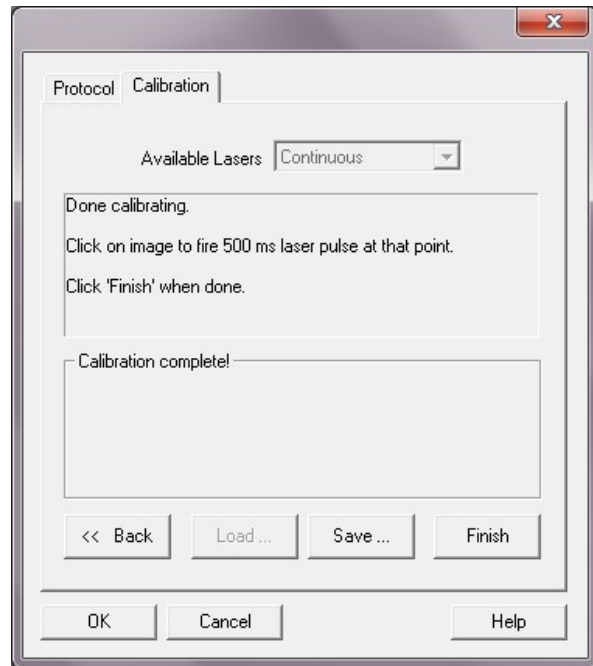 Protocol Calibration
Available Lasers Continuous
Done calibrating.
Click on image to fire 500 ms laser pulse at that point.
Click 'Finish' when done.
Calibration complete!
<< Back Load ... Save ... Finish
OK Cancel Help